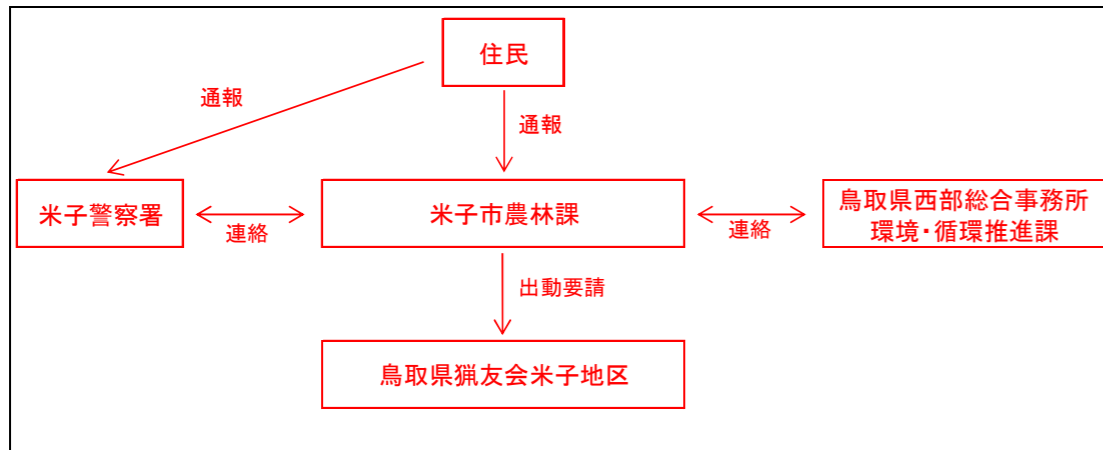 住民
通報
通報
米子警察署
連絡
米子市農林課
連絡
鳥取県西部総合事務所
環境・循環推進課
出動要請
鳥取県猟友会米子地区